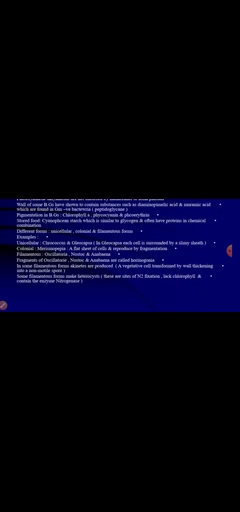 Wall of some B.Gs have shown to contain substances such as diaminopimelic acid & muramic acid •
which are found in Gm -ve bacteria ( peptidoglycane )
Pigmentation in B.Gs : Chlorophyll a , phycocyanin & phycoerythrin •
Stored food: Cyanophycean starch which is similar to glycogen & often have proteins in chemical •
combination
Different forms : unicellular , colonial & filamentous forms •
Examples : •
Unicellular : Chroococus & Gloeocapsa ( In Gleocapsa each cell is surrounded by a slimy sheath ) •
Colonial : Merismopegia : A flat sheet of cells & reproduce by fragmentation •
Filamentous : Oscillatoria , Nostoc & Anabaena •
Fragments of Oscillatoria , Nostoc & Anabaena are called hormogonia •
In some filamentous forms akinetes are produced ( A vegetative cell transformed by wall thickening •
into a non-motile spore )
Some filamentous forms make heterocysts ( these are sites of N2 fixation , lack chlorophyll & •
contain the enzyme Nitrogenase )